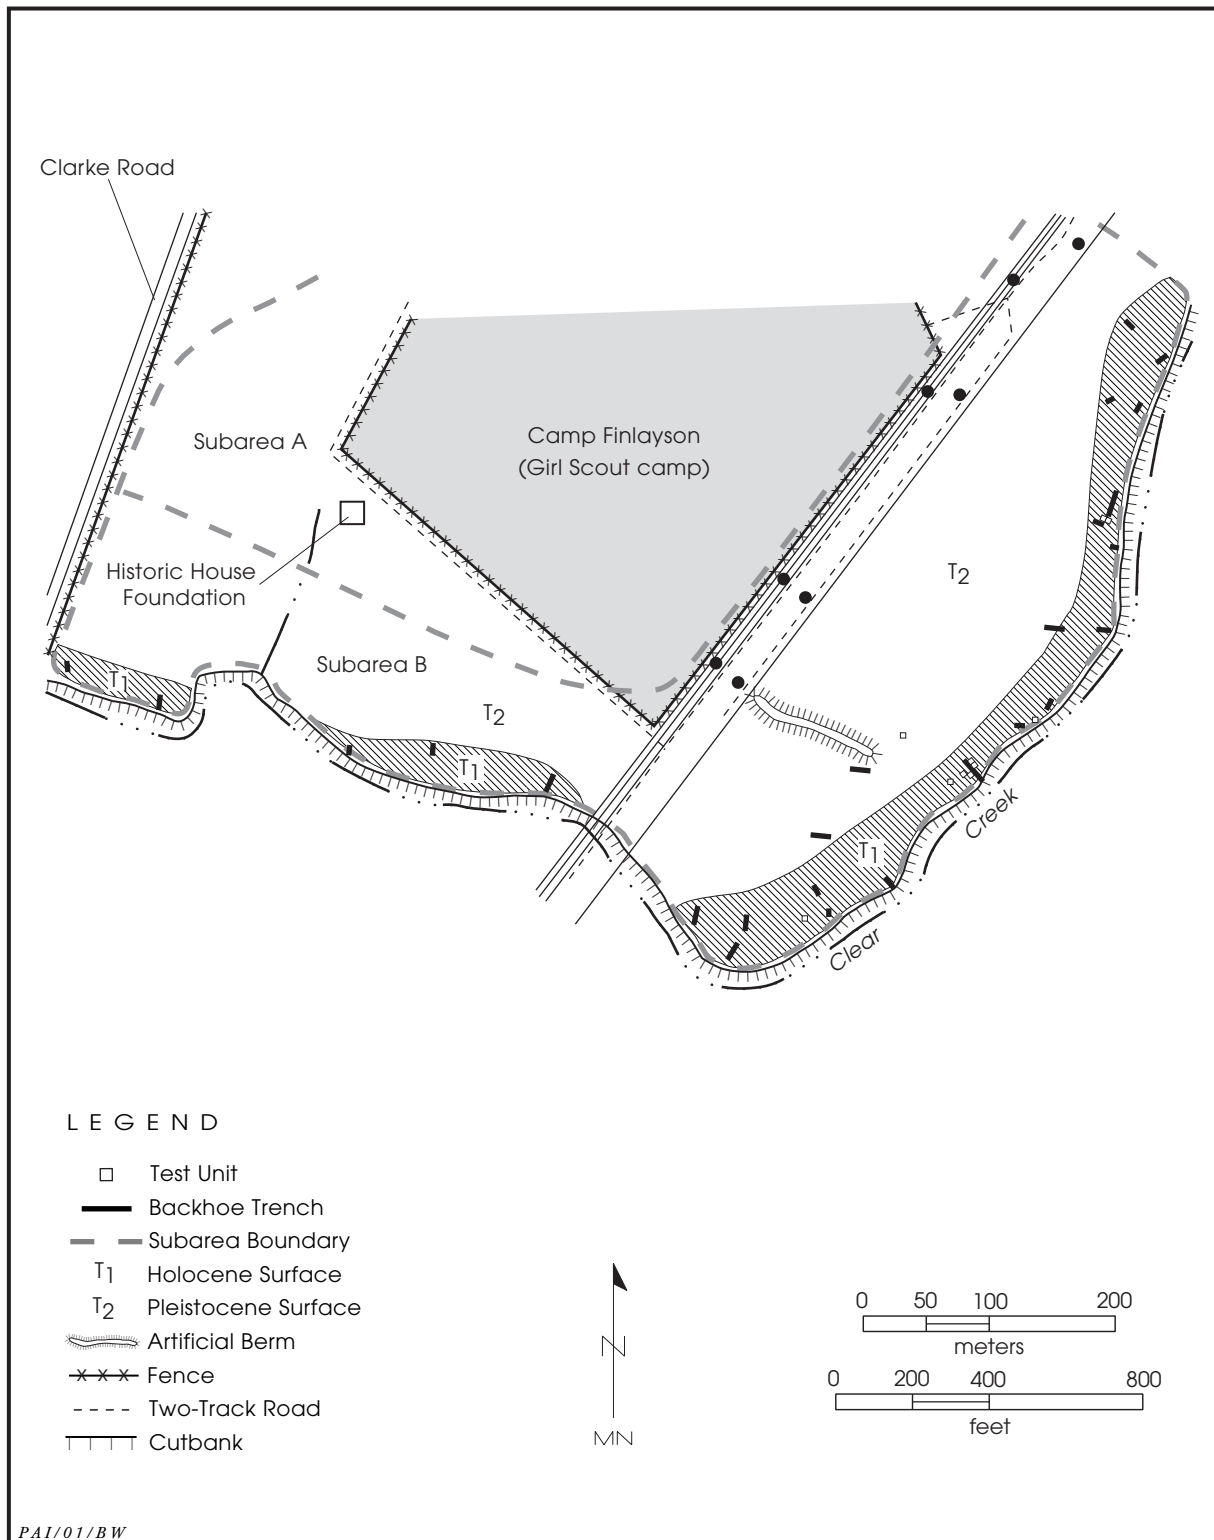 Clarke Road
Subarea A
Camp Finlayson
(Girl Scout camp)
Historic House
Foundation
T2
Subarea B
T1
T2
T1
T1
Creek
Clear
LEGEND
Test Unit
Backhoe Trench
Subarea Boundary
T1 Holocene Surface
T2 Pleistocene Surface
Artificial Berm
Fence
Two-Track Road
Cutbank
N
MN
0 50 100 200
meters
0 200 400 800
feet
PAI/01/BW